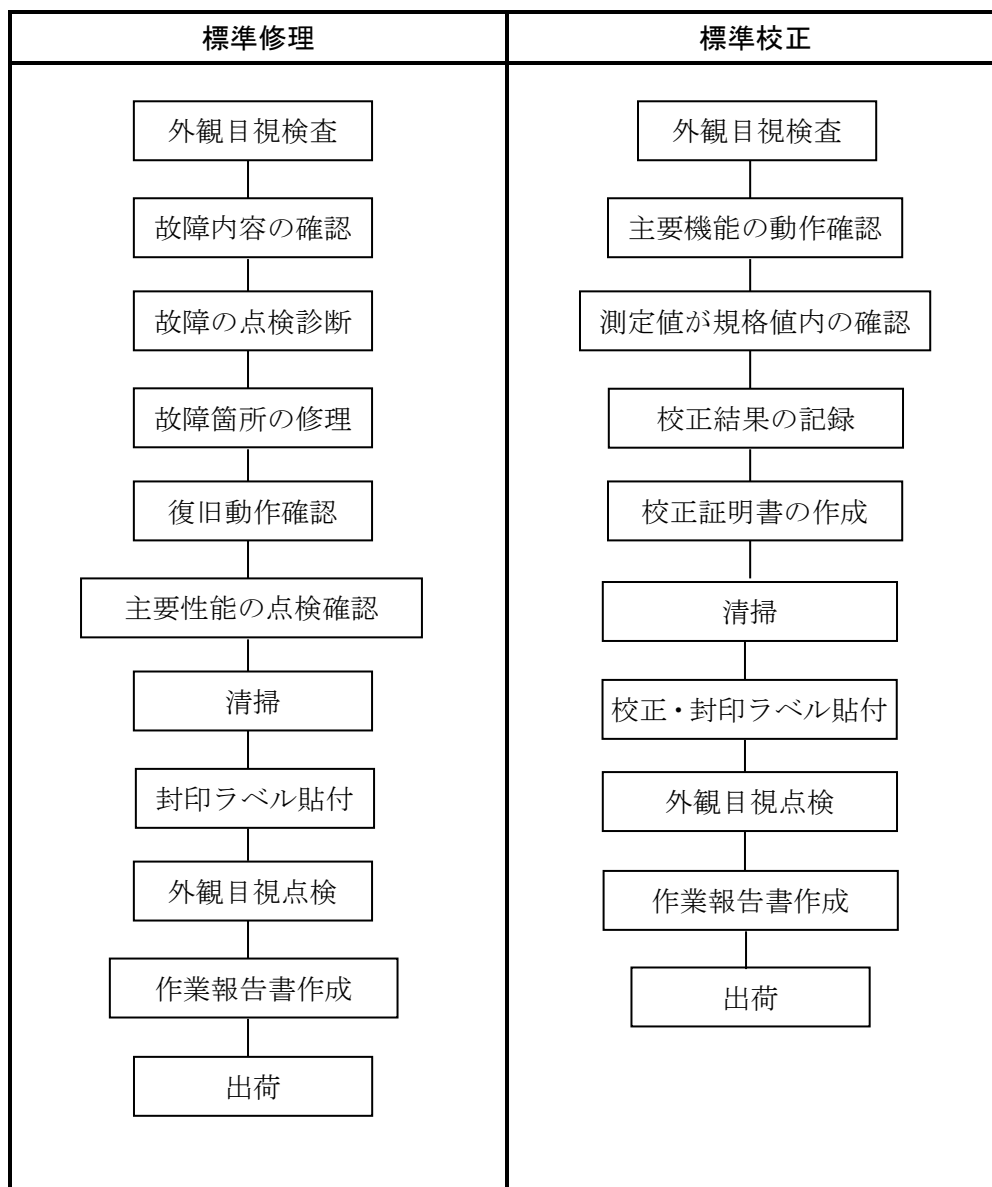 標準修理
外観目視検査
故障内容の確認
故障の点検診断
故障箇所の修理
復旧動作確認
主要性能の点検確認
清掃
封印ラベル貼付
外観目視点検
作業報告書作成
出荷
標準校正
外観目視検査
主要機能の動作確認
測定値が規格値内の確認
校正結果の記録
校正証明書の作成
清掃
校正・封印ラベル貼付
外観目視点検
作業報告書作成
出荷